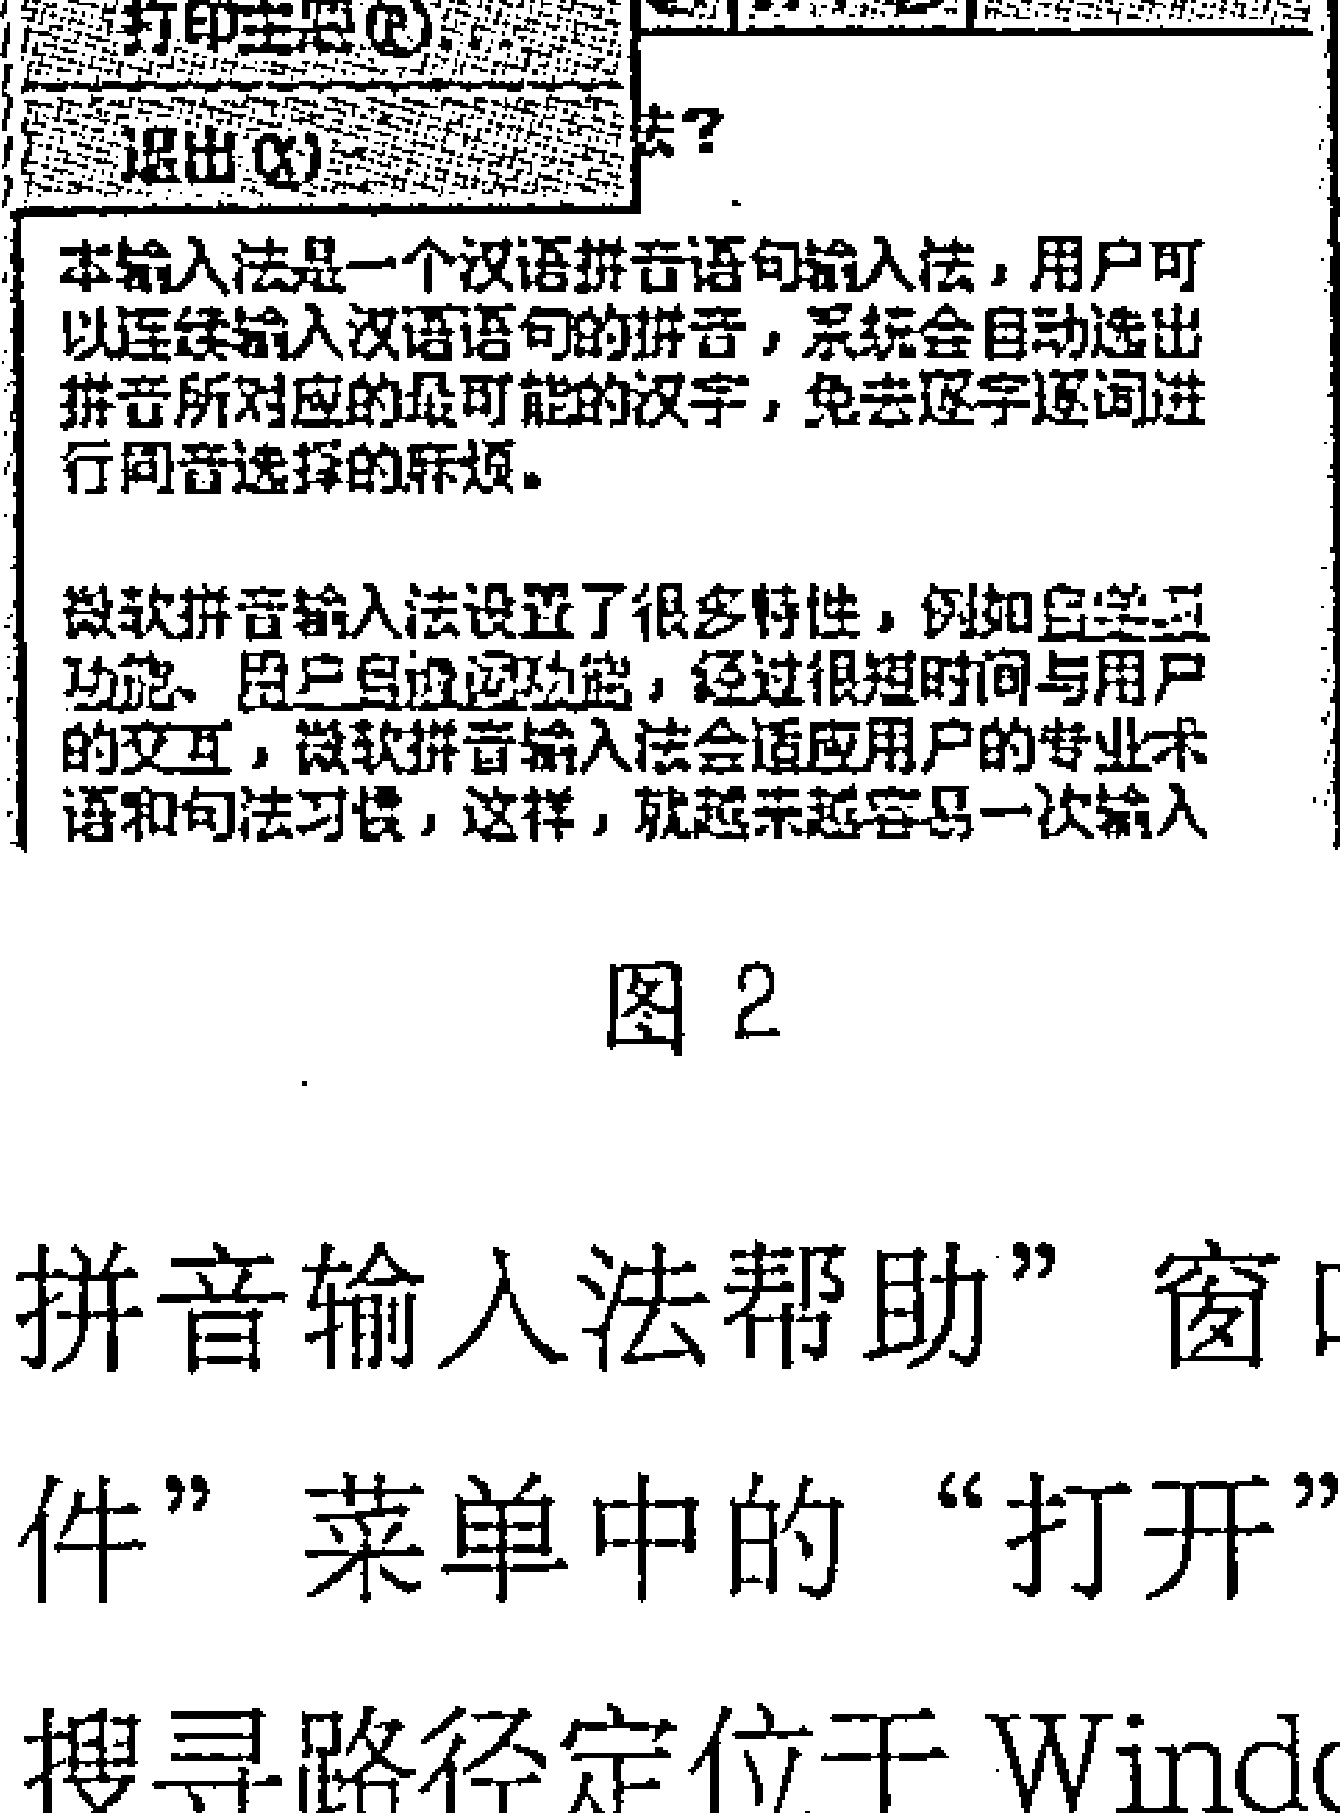 打印主题(P)...
退出(X)
法?
本输入法是一个汉语拼音语句输入法，用户可
以连续输入汉语语句的拼音，系统会自动选出
拼音所对应的最可能的汉字，免去逐字逐词进
行同音选择的麻烦。
微软拼音输入法设置了很多特性，例如自学习
功能、用户自造词功能，经过很短时间与用户
的交互，微软拼音输入法会适应用户的专业术
语和句法习惯，这样，就越来越容易一次输入
图 2
拼音输入法帮助” 窗口
件” 菜单中的 “打开”
搜寻路径定位于 Windo